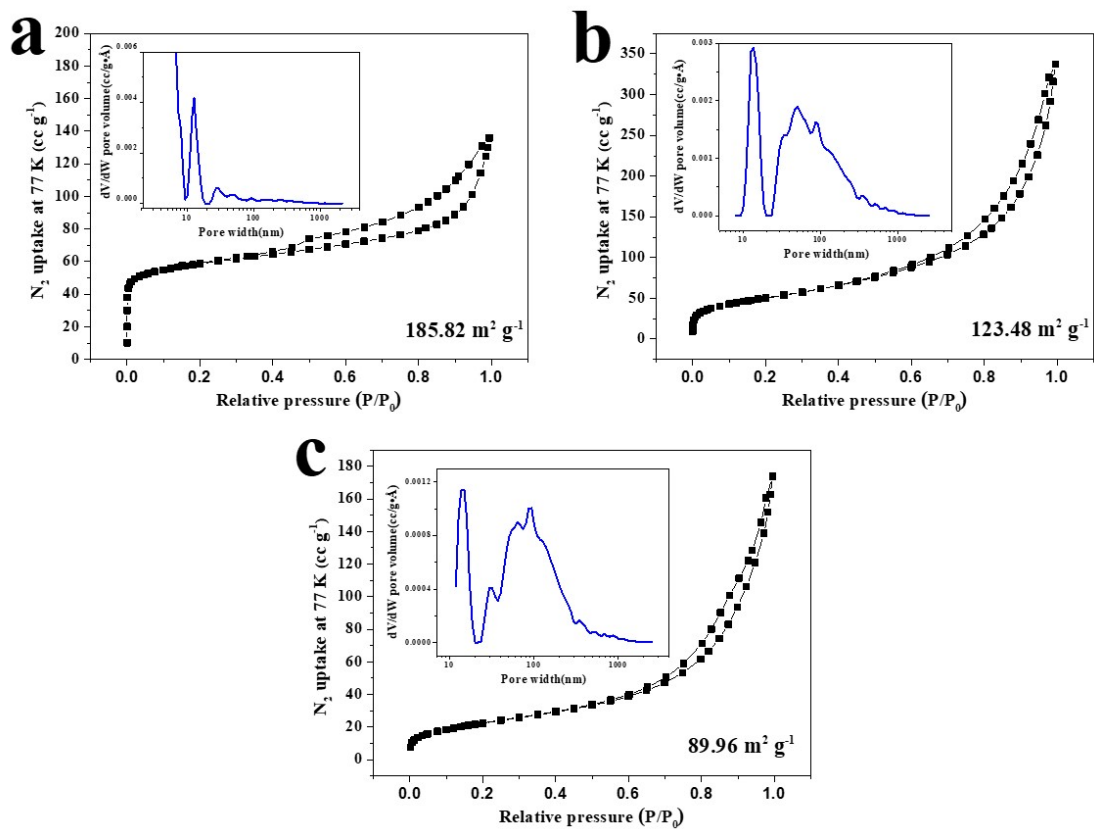 a
N₂ uptake at 77 K (cc g⁻¹)
200
180
160
140
120
100
80
60
40
20
0
0.0 0.2 0.4 0.6 0.8 1.0
Relative pressure (P/P₀)
185.82 m² g⁻¹
dV/dW pore volume(cc/g•Å)
0.006
0.004
0.002
0.000
10 100 1000
Pore width(nm)
b
N₂ uptake at 77 K (cc g⁻¹)
350
300
250
200
150
100
50
0
0.0 0.2 0.4 0.6 0.8 1.0
Relative pressure (P/P₀)
123.48 m² g⁻¹
dV/dW pore volume(cc/g•Å)
0.003
0.002
0.001
0.000
10 100 1000
Pore width(nm)
c
N₂ uptake at 77 K (cc g⁻¹)
180
160
140
120
100
80
60
40
20
0
0.0 0.2 0.4 0.6 0.8 1.0
Relative pressure (P/P₀)
89.96 m² g⁻¹
dV/dW pore volume(cc/g•Å)
0.0012
0.0008
0.0004
0.0000
10 100 1000
Pore width(nm)